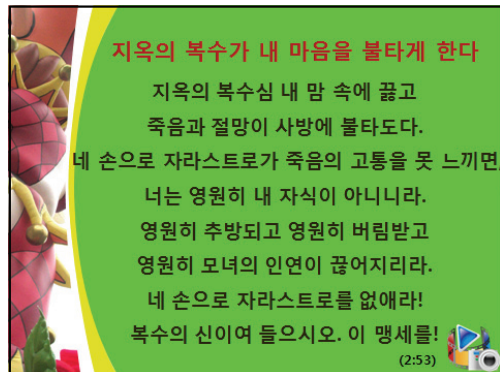 지옥의 복수가 내 마음을 불타게 한다
지옥의 복수심 내 맘 속에 끓고
죽음과 절망이 사방에 불타도다.
네 손으로 자라스트로가 죽음의 고통을 못 느끼면,
너는 영원히 내 자식이 아니니라.
영원히 추방되고 영원히 버림받고
영원히 모녀의 인연이 끊어지리라.
네 손으로 자라스트로를 없애라!
복수의 신이여 들으시오. 이 맹세를!
(2:53)